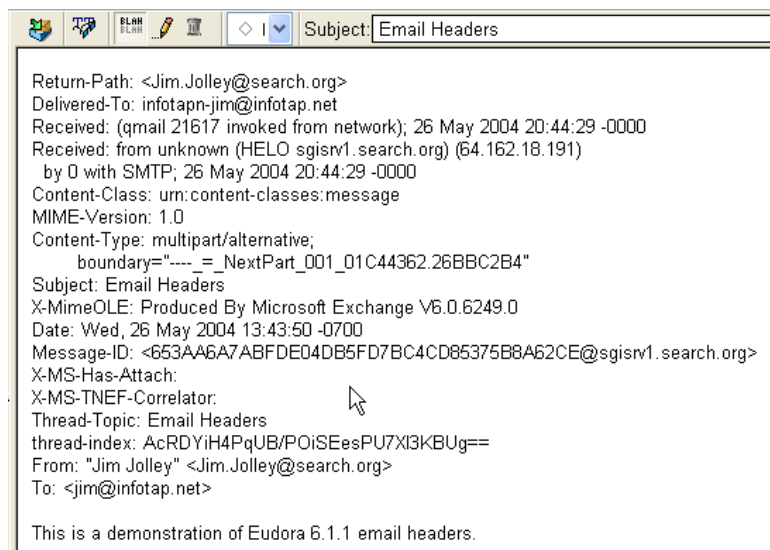 BLAH
BLAH
Subject: Email Headers
Return-Path: <Jim.Jolley@search.org>
Delivered-To: infotapn-jim@infotap.net
Received: (qmail 21617 invoked from network); 26 May 2004 20:44:29 -0000
Received: from unknown (HELO sgisrv1.search.org) (64.162.18.191)
by 0 with SMTP; 26 May 2004 20:44:29 -0000
Content-Class: urn:content-classes:message
MIME-Version: 1.0
Content-Type: multipart/alternative;
boundary="----_=_NextPart_001_01C44362.26BBC2B4"
Subject: Email Headers
X-MimeOLE: Produced By Microsoft Exchange V6.0.6249.0
Date: Wed, 26 May 2004 13:43:50 -0700
Message-ID: <653AA6A7ABFDE04DB5FD7BC4CD85375B8A62CE@sgisrv1.search.org>
X-MS-Has-Attach:
X-MS-TNEF-Correlator:
Thread-Topic: Email Headers
thread-index: AcRDYiH4PqUB/POiSEesPU7Xl3KBUg==
From: "Jim Jolley" <Jim.Jolley@search.org>
To: <jim@infotap.net>
This is a demonstration of Eudora 6.1.1 email headers.